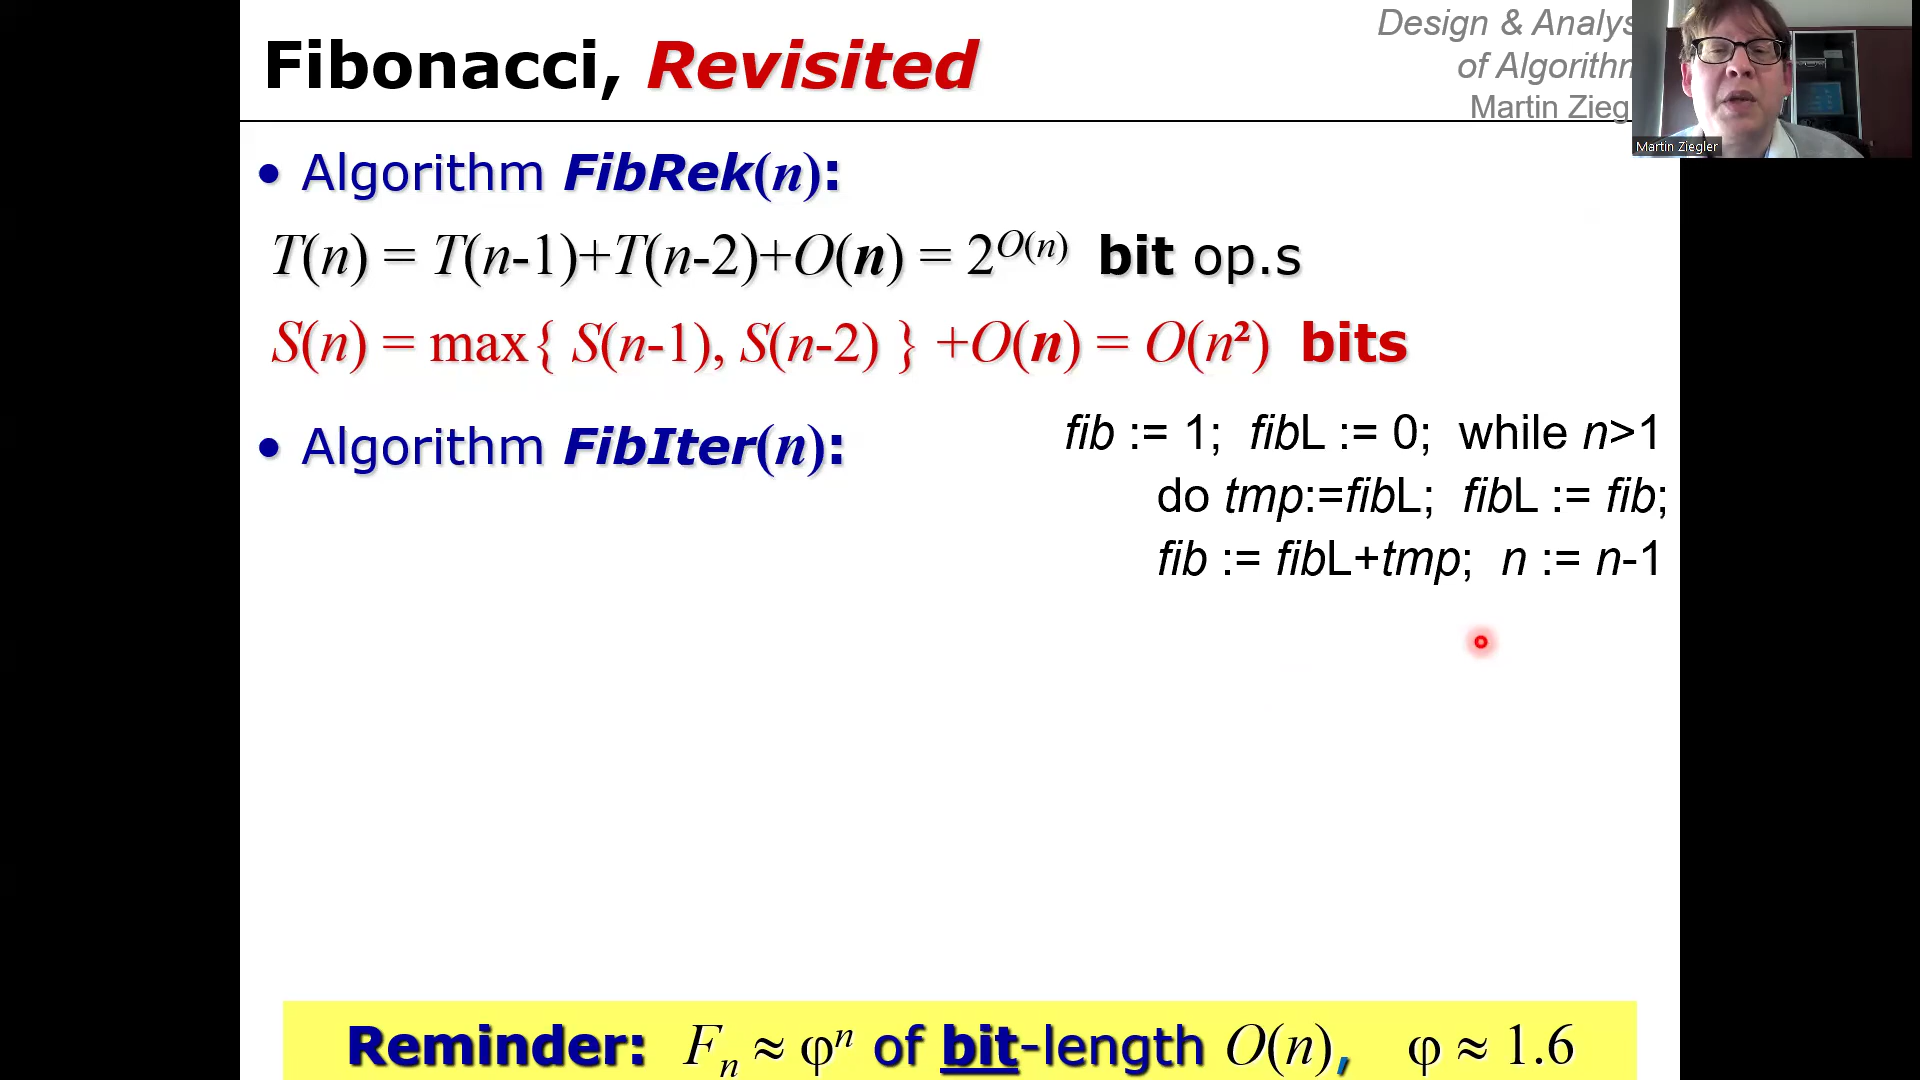 Fibonacci, Revisited
Design & Analys
of Algorithm
Martin Zieg
Martin Ziegler
• Algorithm FibRek(n):
T(n) = T(n-1)+T(n-2)+O(n) = 2^O(n) bit op.s
S(n) = max{ S(n-1), S(n-2) } +O(n) = O(n²) bits
• Algorithm FibIter(n):
fib := 1; fibL := 0; while n>1
do tmp:=fibL; fibL := fib;
fib := fibL+tmp; n := n-1
Reminder: Fₙ ≈ φⁿ of bit-length O(n), φ ≈ 1.6